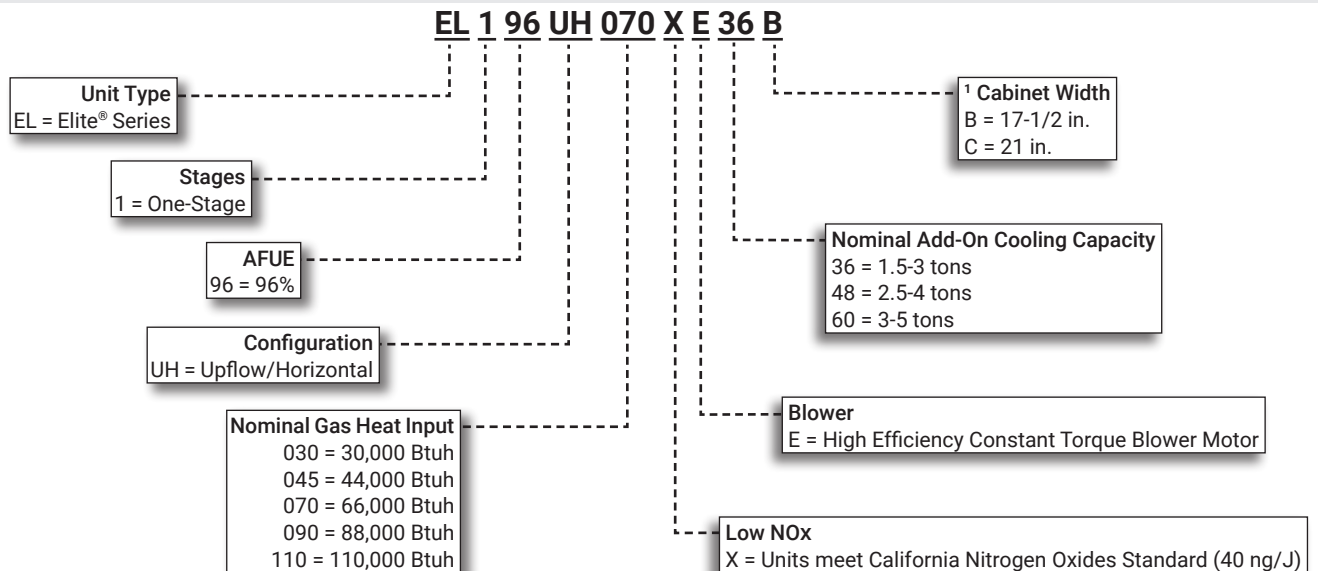 EL 1 96 UH 070 X E 36 B
Unit Type
EL = Elite® Series
Stages
1 = One-Stage
AFUE
96 = 96%
Configuration
UH = Upflow/Horizontal
Nominal Gas Heat Input
030 = 30,000 Btuh
045 = 44,000 Btuh
070 = 66,000 Btuh
090 = 88,000 Btuh
110 = 110,000 Btuh
¹ Cabinet Width
B = 17-1/2 in.
C = 21 in.
Nominal Add-On Cooling Capacity
36 = 1.5-3 tons
48 = 2.5-4 tons
60 = 3-5 tons
Blower
E = High Efficiency Constant Torque Blower Motor
Low NOx
X = Units meet California Nitrogen Oxides Standard (40 ng/J)